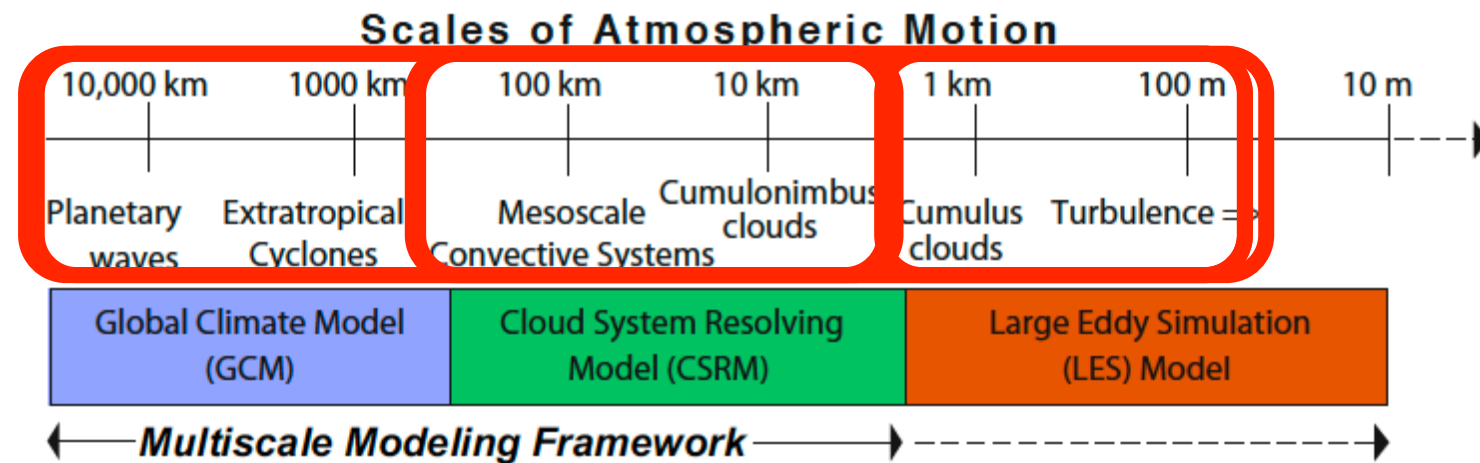 Scales of Atmospheric Motion
10,000 km 1000 km 100 km 10 km 1 km 100 m 10 m
Planetary
waves
Extratropical
Cyclones
Mesoscale
Convective Systems
Cumulonimbus
clouds
Cumulus
clouds
Turbulence =>
Global Climate Model
(GCM)
Cloud System Resolving
Model (CSRM)
Large Eddy Simulation
(LES) Model
Multiscale Modeling Framework